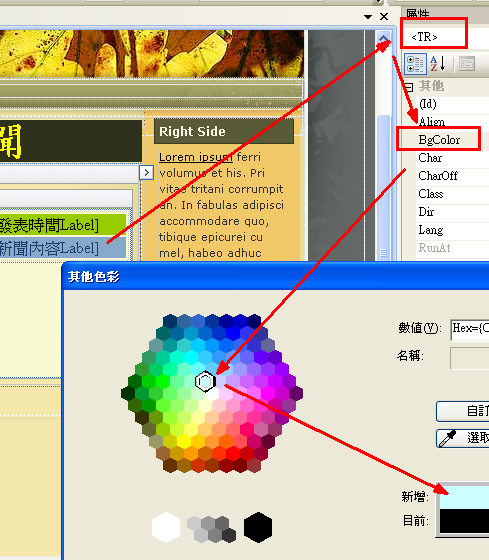 屬性
<TR>
其他
(Id)
Align
BgColor
Char
CharOff
Class
Dir
Lang
RunAt
聞
Right Side
Lorem ipsum ferri
volumus et his. Pri
vitae tritani corrumpit
an. In fabulas adipisci
accommodare quo,
tibique epicurei cu
mel, habeo adhuc
發表時間Label]
新聞內容Label]
其他色彩
數值(V):
Hex={C
名稱:
自訂
選取
新增:
目前: